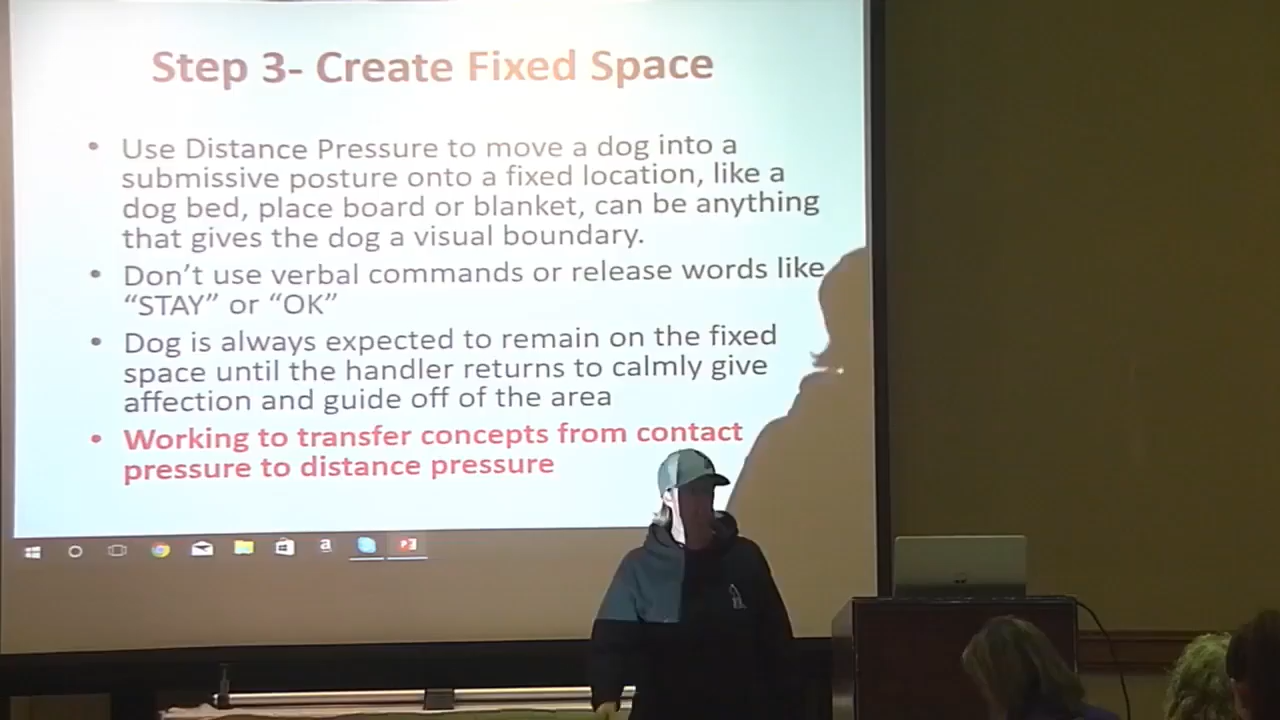 Step 3- Create Fixed Space
• Use Distance Pressure to move a dog into a
submissive posture onto a fixed location, like a
dog bed, place board or blanket, can be anything
that gives the dog a visual boundary.
• Don’t use verbal commands or release words like
“STAY” or “OK”
• Dog is always expected to remain on the fixed
space until the handler returns to calmly give
affection and guide off of the area
• Working to transfer concepts from contact
pressure to distance pressure